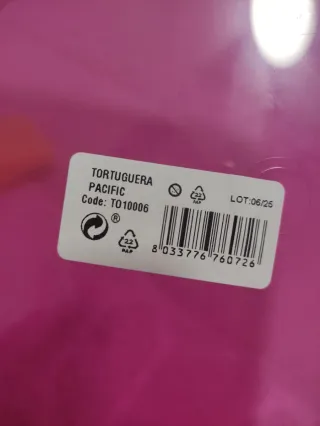 TORTUGUERA
PACIFIC
Code: TO10006
LOT:06/25
®
22
PAP
22
PAP
8 033776 760726